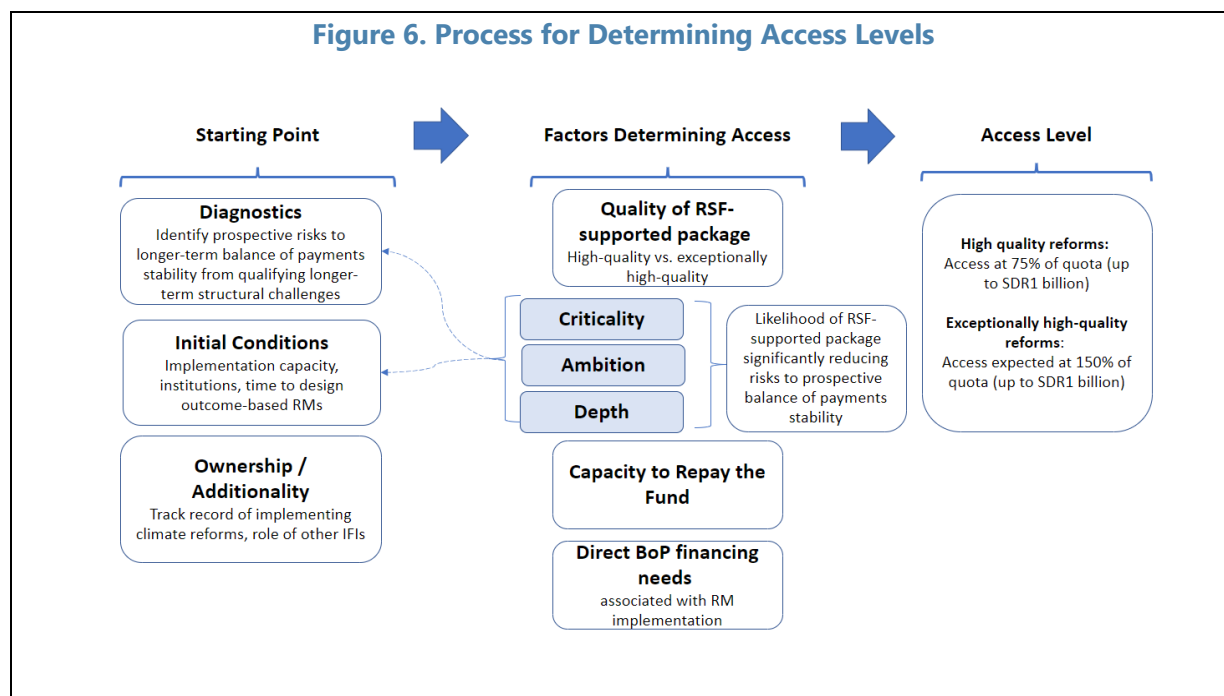 Figure 6. Process for Determining Access Levels
Starting Point
Factors Determining Access
Access Level
Diagnostics
Identify prospective risks to
longer-term balance of payments
stability from qualifying longer-
term structural challenges
Initial Conditions
Implementation capacity,
institutions, time to design
outcome-based RMs
Ownership /
Additionality
Track record of implementing
climate reforms, role of other IFIs
Quality of RSF-
supported package
High-quality vs. exceptionally
high-quality
Criticality
Ambition
Depth
Likelihood of RSF-
supported package
significantly reducing
risks to prospective
balance of payments
stability
Capacity to Repay the
Fund
Direct BoP financing
needs
associated with RM
implementation
High quality reforms:
Access at 75% of quota (up
to SDR1 billion)
Exceptionally high-quality
reforms:
Access expected at 150% of
quota (up to SDR1 billion)